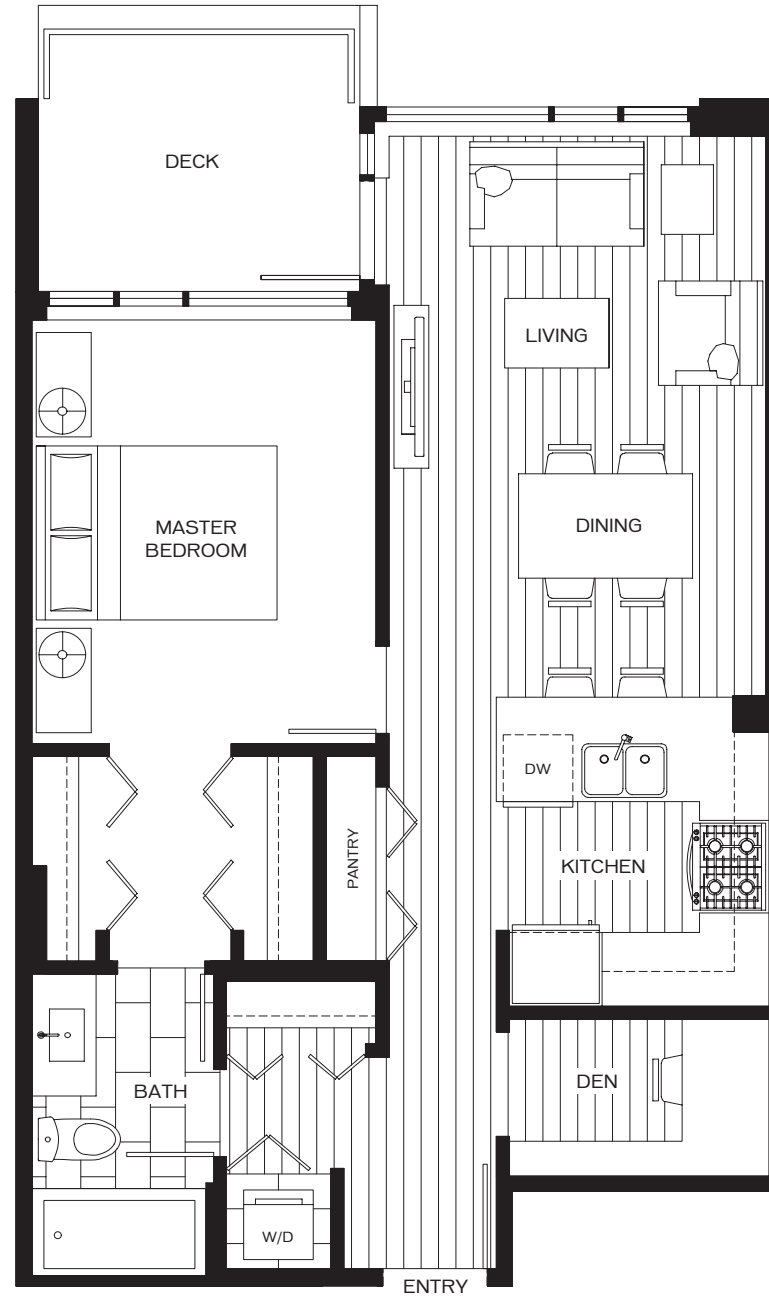 DECK
LIVING
DINING
MASTER
BEDROOM
DW
PANTRY
KITCHEN
BATH
DEN
W/D
ENTRY